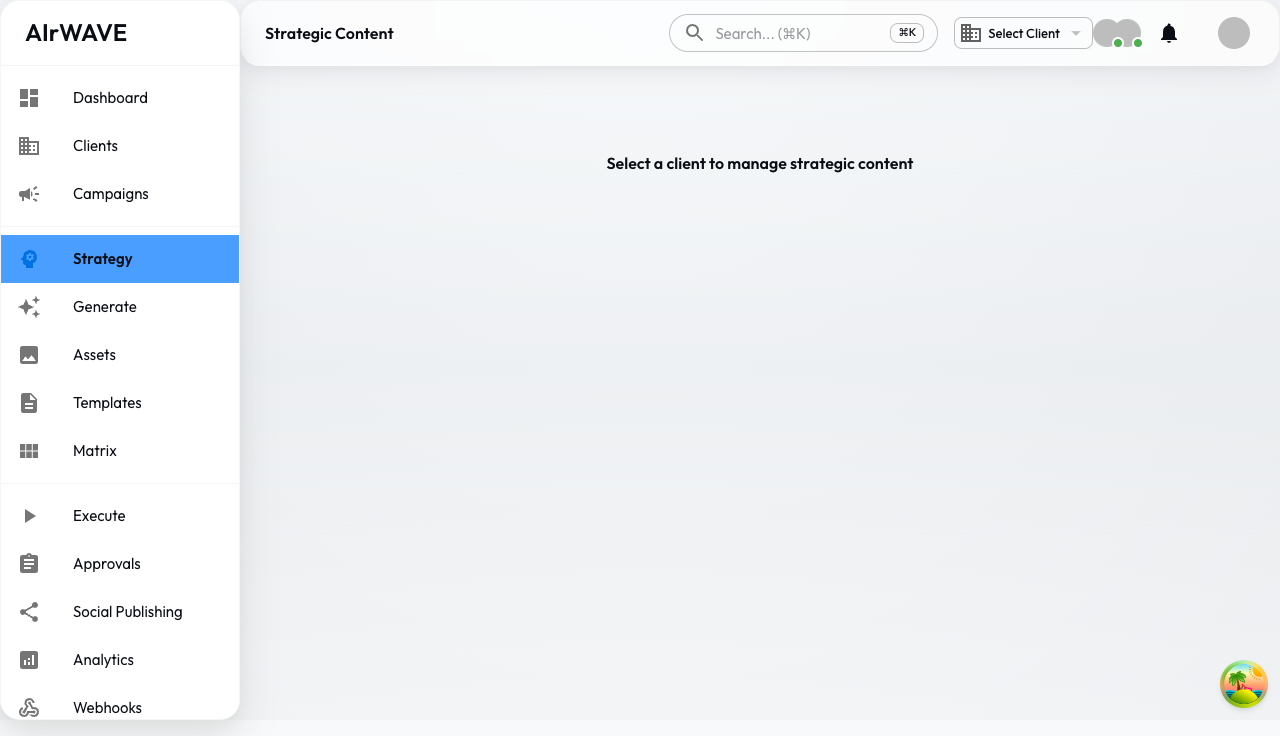 AIrWAVE
Strategic Content
Search... (⌘K)
⌘K
Select Client
Dashboard
Clients
Campaigns
Strategy
Generate
Assets
Templates
Matrix
Execute
Approvals
Social Publishing
Analytics
Webhooks
Select a client to manage strategic content